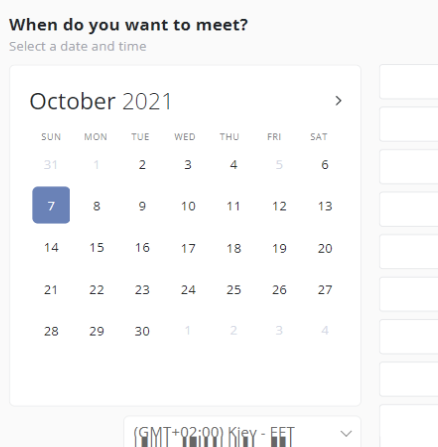 When do you want to meet?
Select a date and time
October 2021
SUN MON TUE WED THU FRI SAT
31 1 2 3 4 5 6
7 8 9 10 11 12 13
14 15 16 17 18 19 20
21 22 23 24 25 26 27
28 29 30 1 2 3 4
(GMT+02:00) Kiev - EET